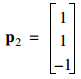 p₂ = [1
1
−1]